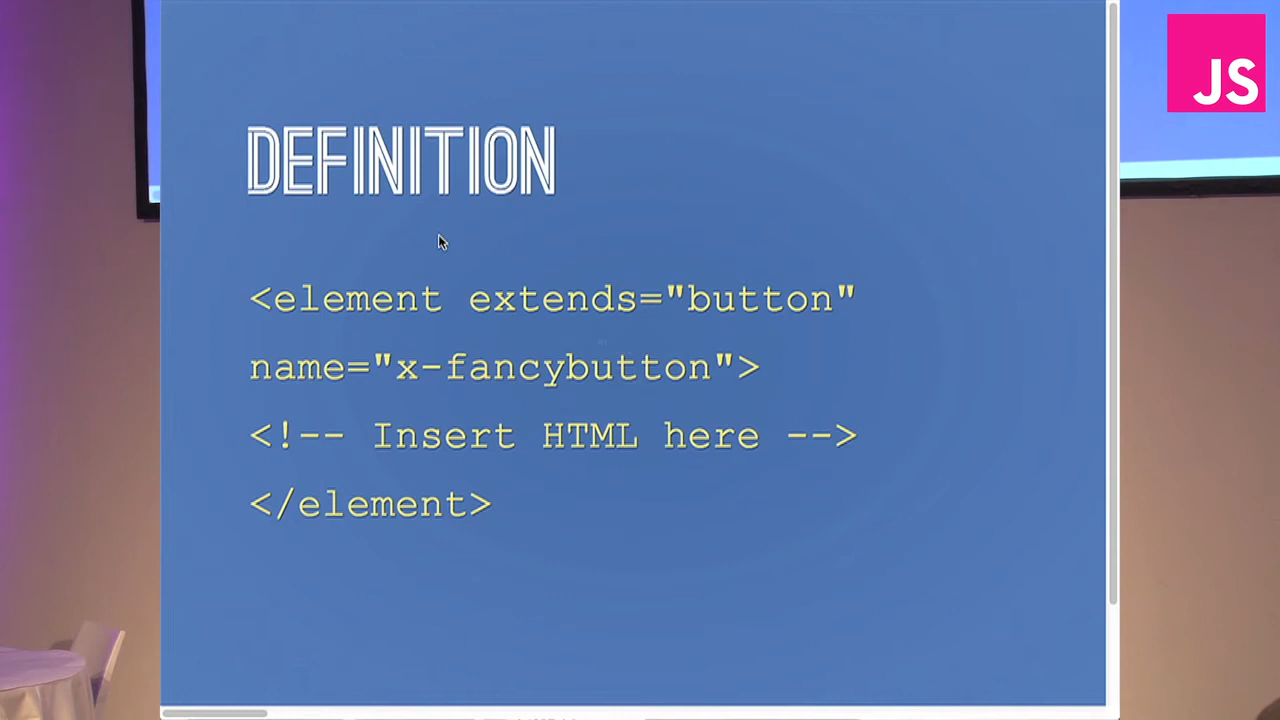 JS
DEFINITION
<element extends="button"
name="x-fancybutton">
<!-- Insert HTML here -->
</element>